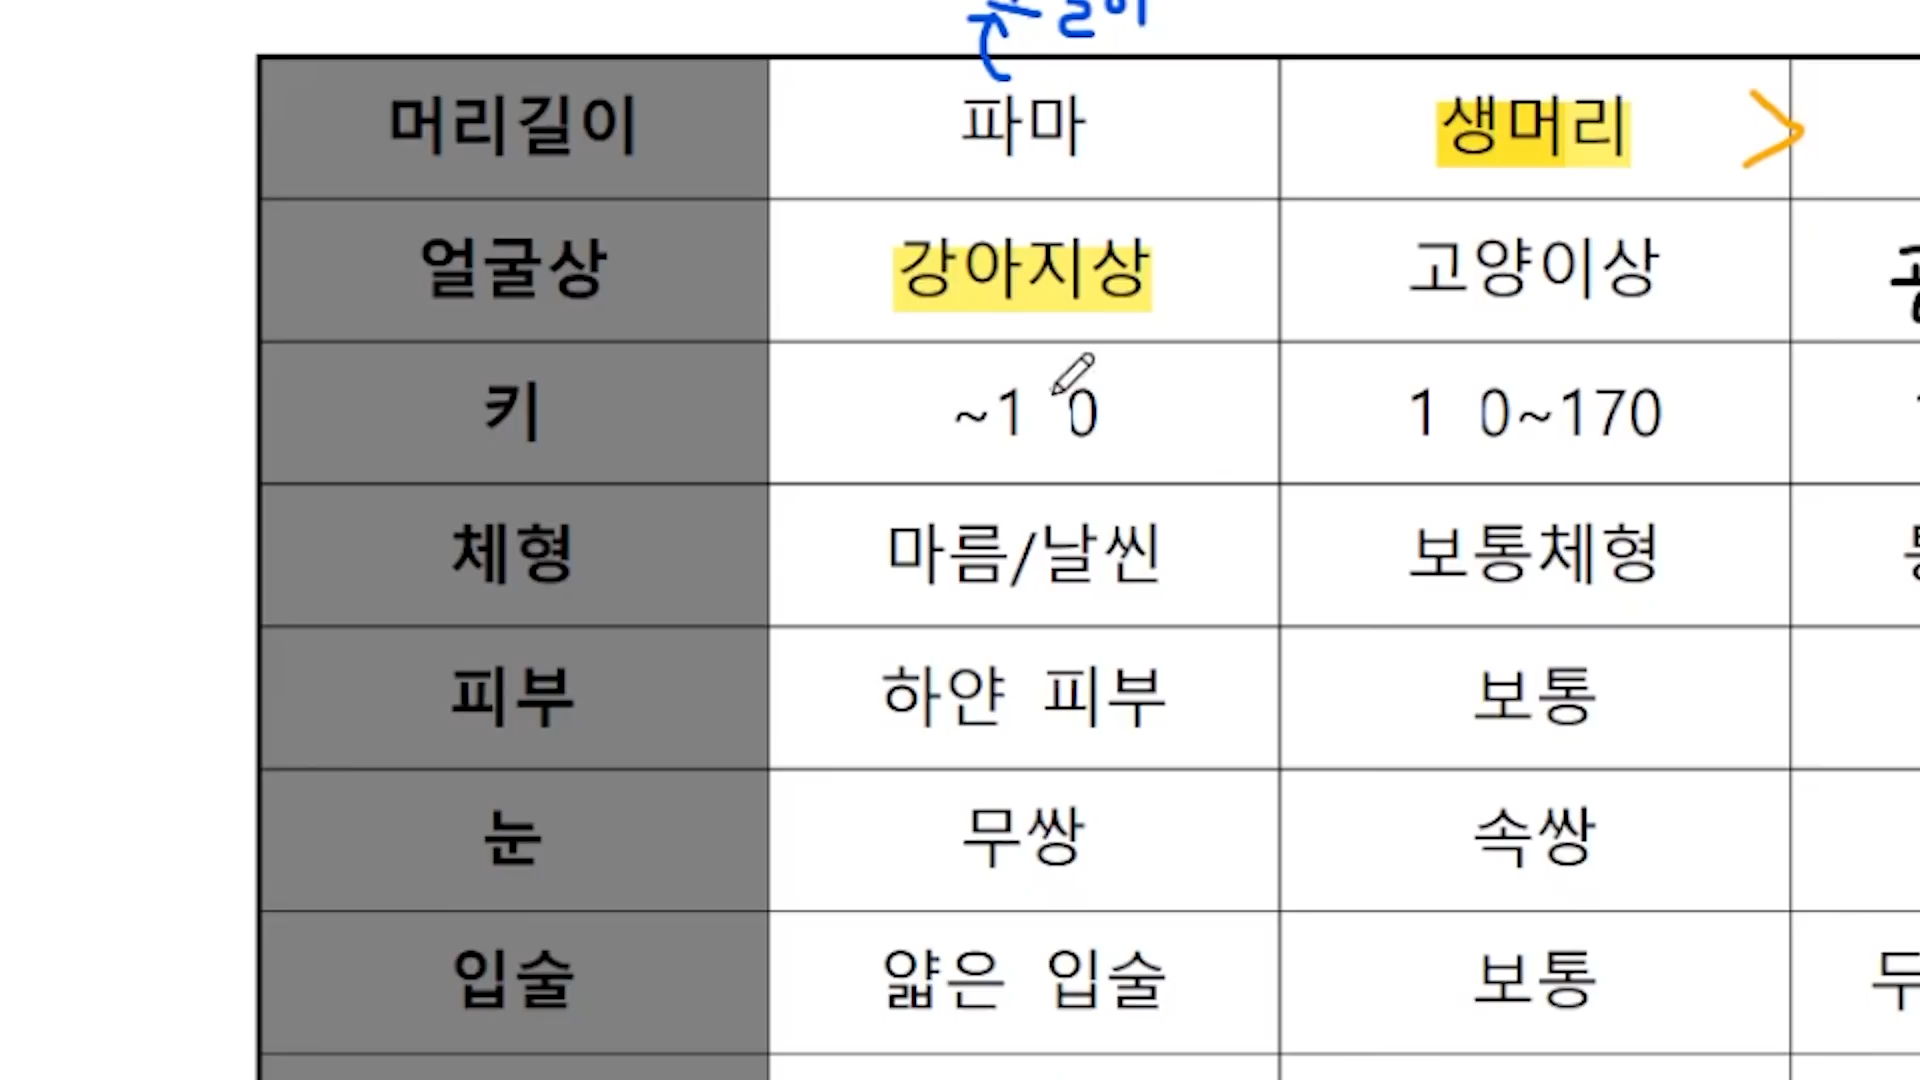 머리길이 파마 생머리 >
얼굴상 강아지상 고양이상
키 ~1 0 1 0~170
체형 마름/날씬 보통체형
피부 하얀 피부 보통
눈 무쌍 속쌍
입술 얇은 입술 보통